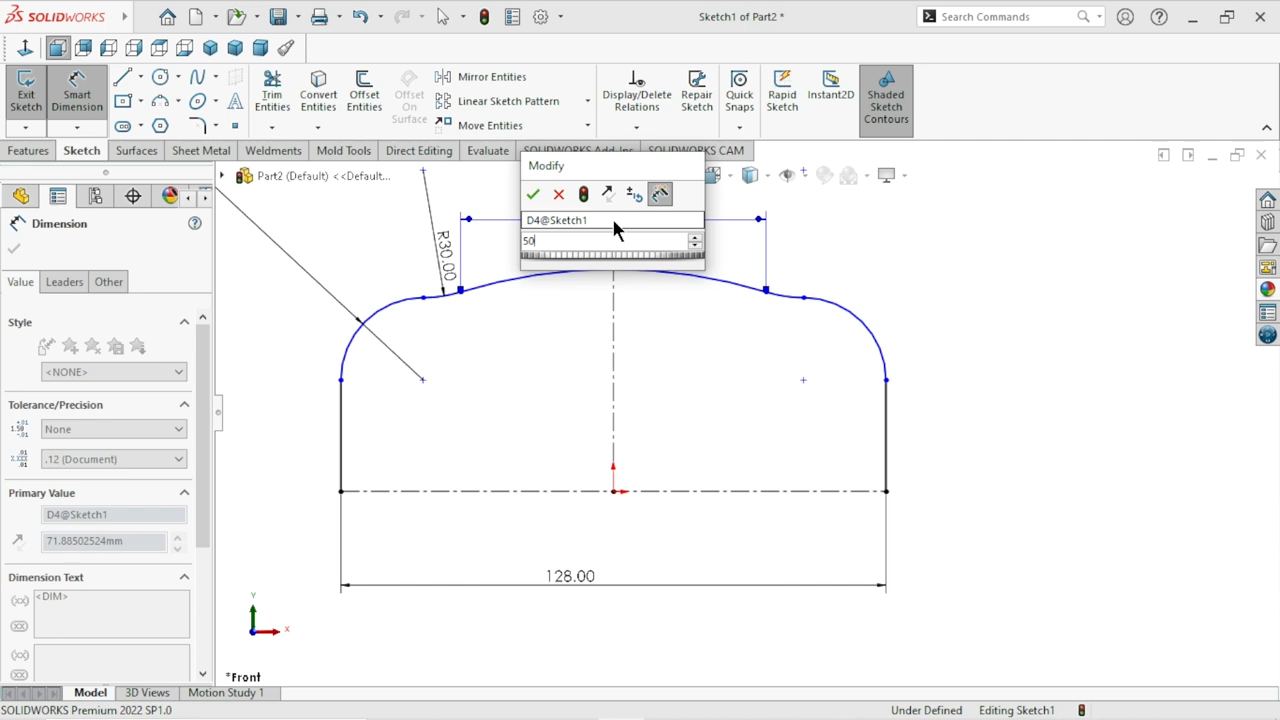 SOLIDWORKS
Sketch1 of Part2 *
Search Commands
Exit Sketch
Smart Dimension
Trim Entities
Convert Entities
Offset Entities
Offset On Surface
Mirror Entities
Linear Sketch Pattern
Move Entities
Display/Delete Relations
Repair Sketch
Quick Snaps
Rapid Sketch
Instant2D
Shaded Sketch Contours
Features
Sketch
Surfaces
Sheet Metal
Weldments
Mold Tools
Direct Editing
Evaluate
SOLIDWORKS Add-Ins
SOLIDWORKS CAM
Part2 (Default) <<Default...
Modify
D4@Sketch1
50
Dimension
Value
Leaders
Other
Style
<NONE>
Tolerance/Precision
1.50
None
.12 (Document)
Primary Value
D4@Sketch1
71.88502524mm
Dimension Text
<DIM>
R30.00
128.00
Y
X
*Front
Model
3D Views
Motion Study 1
SOLIDWORKS Premium 2022 SP1.0
Under Defined
Editing Sketch1